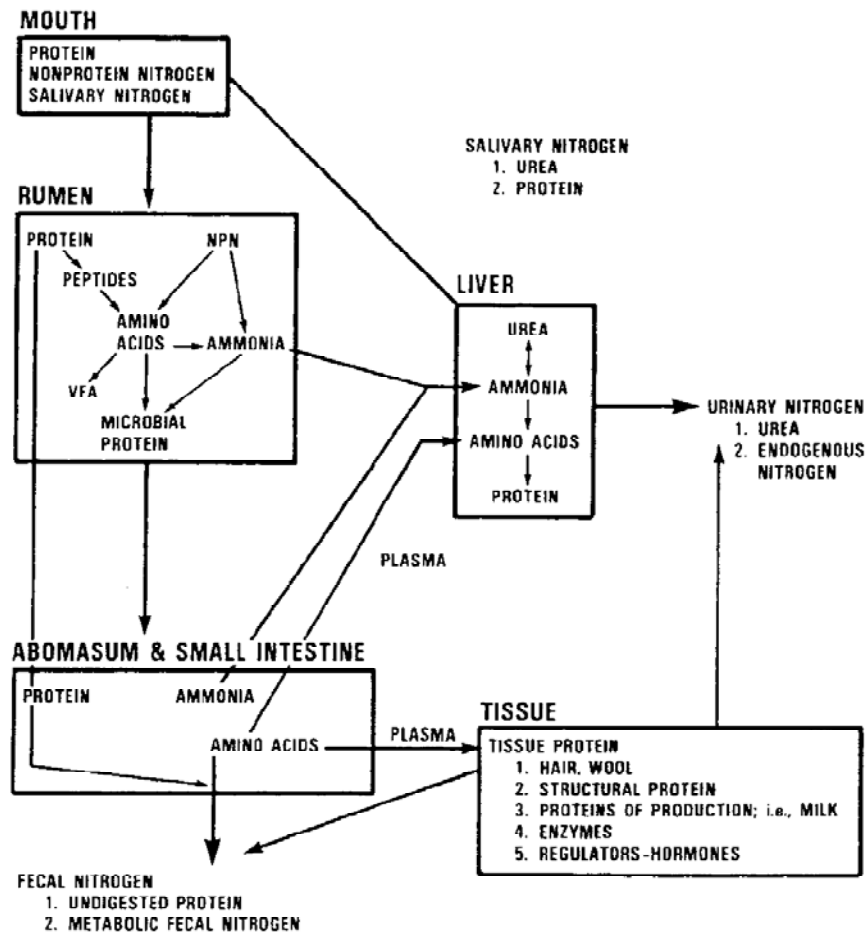 MOUTH
PROTEIN
NONPROTEIN NITROGEN
SALIVARY NITROGEN
SALIVARY NITROGEN
1. UREA
2. PROTEIN
RUMEN
PROTEIN
NPN
PEPTIDES
AMINO
ACIDS
AMMONIA
VFA
MICROBIAL
PROTEIN
LIVER
UREA
AMMONIA
AMINO ACIDS
PROTEIN
URINARY NITROGEN
1. UREA
2. ENDOGENOUS
NITROGEN
PLASMA
ABOMASUM & SMALL INTESTINE
PROTEIN
AMMONIA
AMINO ACIDS
PLASMA
TISSUE
TISSUE PROTEIN
1. HAIR, WOOL
2. STRUCTURAL PROTEIN
3. PROTEINS OF PRODUCTION; i.e., MILK
4. ENZYMES
5. REGULATORS-HORMONES
FECAL NITROGEN
1. UNDIGESTED PROTEIN
2. METABOLIC FECAL NITROGEN